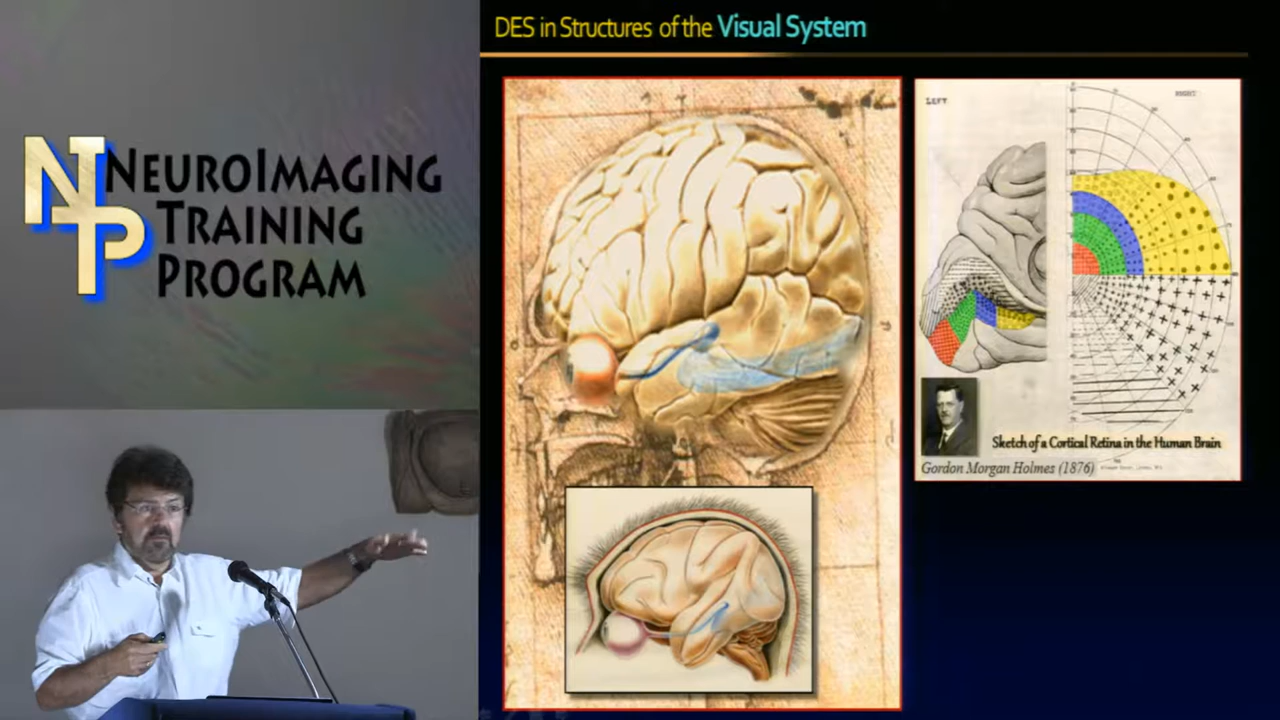 NEUROIMAGING
TRAINING
PROGRAM
NTP
DES in Structures of the Visual System
LEFT
RIGHT
Sketch of a Cortical Retina in the Human Brain
Gordon Morgan Holmes (1876)